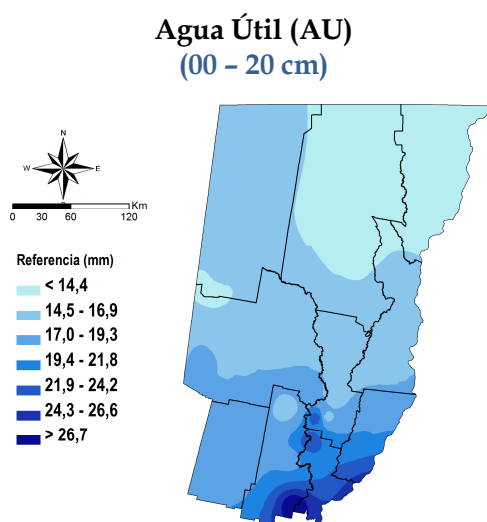 Agua Útil (AU)
(00 – 20 cm)
N
W E
S
Km
0 30 60 120
Referencia (mm)
< 14,4
14,5 - 16,9
17,0 - 19,3
19,4 - 21,8
21,9 - 24,2
24,3 - 26,6
> 26,7